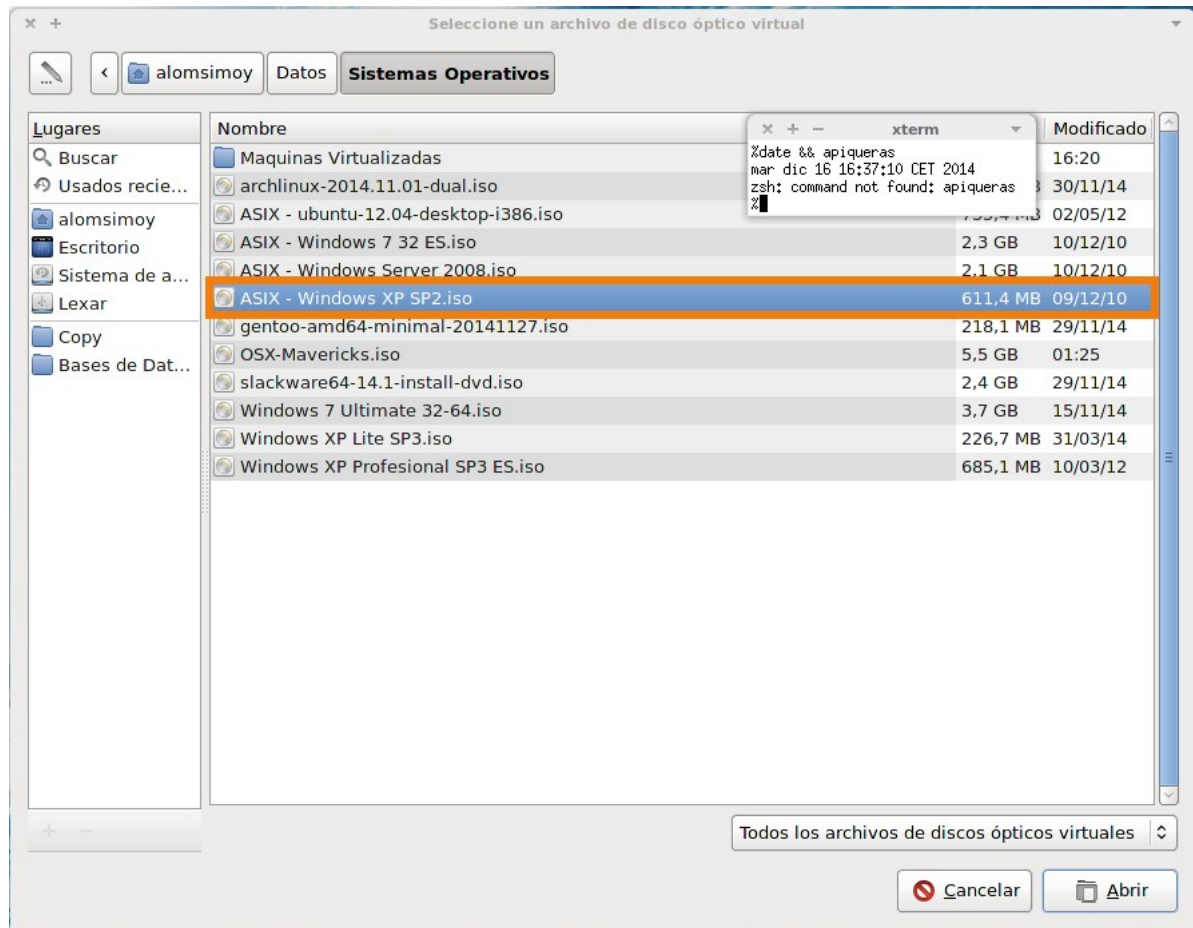 Seleccione un archivo de disco óptico virtual
alomsimoy Datos Sistemas Operativos
Lugares
Buscar
Usados recie...
alomsimoy
Escritorio
Sistema de a...
Lexar
Copy
Bases de Dat...
Nombre Modificado
Maquinas Virtualizadas 16:20
archlinux-2014.11.01-dual.iso 30/11/14
ASIX - ubuntu-12.04-desktop-i386.iso 02/05/12
ASIX - Windows 7 32 ES.iso 2,3 GB 10/12/10
ASIX - Windows Server 2008.iso 2,1 GB 10/12/10
ASIX - Windows XP SP2.iso 611,4 MB 09/12/10
gentoo-amd64-minimal-20141127.iso 218,1 MB 29/11/14
OSX-Mavericks.iso 5,5 GB 01:25
slackware64-14.1-install-dvd.iso 2,4 GB 29/11/14
Windows 7 Ultimate 32-64.iso 3,7 GB 15/11/14
Windows XP Lite SP3.iso 226,7 MB 31/03/14
Windows XP Profesional SP3 ES.iso 685,1 MB 10/03/12
xterm
%date && apiqueras
mar dic 16 16:37:10 CET 2014
zsh: command not found: apiqueras
%
Todos los archivos de discos ópticos virtuales
Cancelar
Abrir